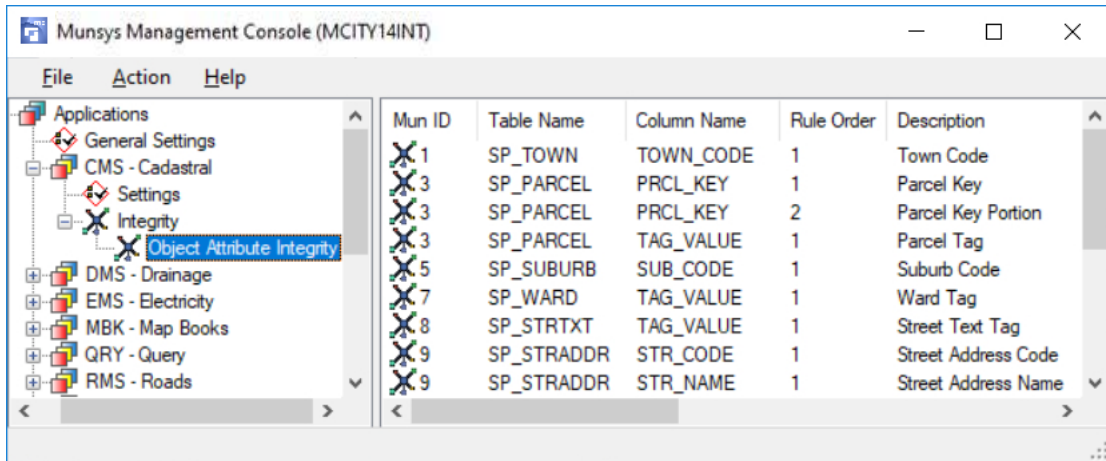 Munsys Management Console (MCITY14INT)
File Action Help
Applications
General Settings
CMS - Cadastral
Settings
Integrity
Object Attribute Integrity
DMS - Drainage
EMS - Electricity
MBK - Map Books
QRY - Query
RMS - Roads
Mun ID Table Name Column Name Rule Order Description
1 SP_TOWN TOWN_CODE 1 Town Code
3 SP_PARCEL PRCL_KEY 1 Parcel Key
3 SP_PARCEL PRCL_KEY 2 Parcel Key Portion
3 SP_PARCEL TAG_VALUE 1 Parcel Tag
5 SP_SUBURB SUB_CODE 1 Suburb Code
7 SP_WARD TAG_VALUE 1 Ward Tag
8 SP_STRTXT TAG_VALUE 1 Street Text Tag
9 SP_STRADDR STR_CODE 1 Street Address Code
9 SP_STRADDR STR_NAME 1 Street Address Name